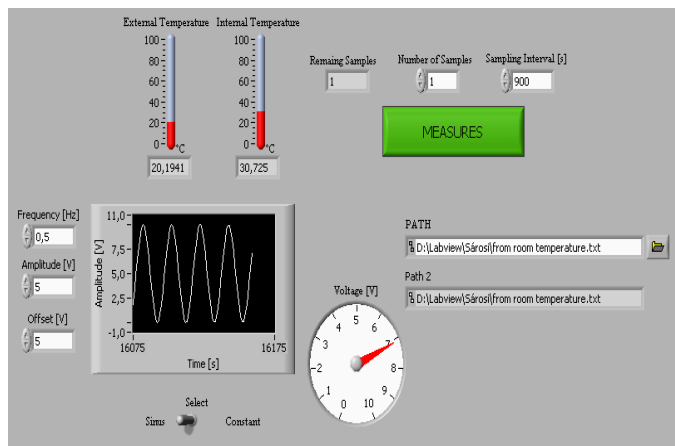 External Temperature
Internal Temperature
100
80
60
40
20
0
°C
20,1941
100
80
60
40
20
0
°C
30,725
Remaing Samples
1
Number of Samples
1
Sampling Interval [s]
900
MEASURES
Frequency [Hz]
0,5
Amplitude [V]
5
Offset [V]
5
Amplitude [V]
11,0
7,5
5,0
2,5
-1,0
16075
16175
Time [s]
Select
Sinus
Constant
Voltage [V]
0
1
2
3
4
5
6
7
8
9
10
PATH
D:\Labview\Sárosi\from room temperature.txt
Path 2
D:\Labview\Sárosi\from room temperature.txt